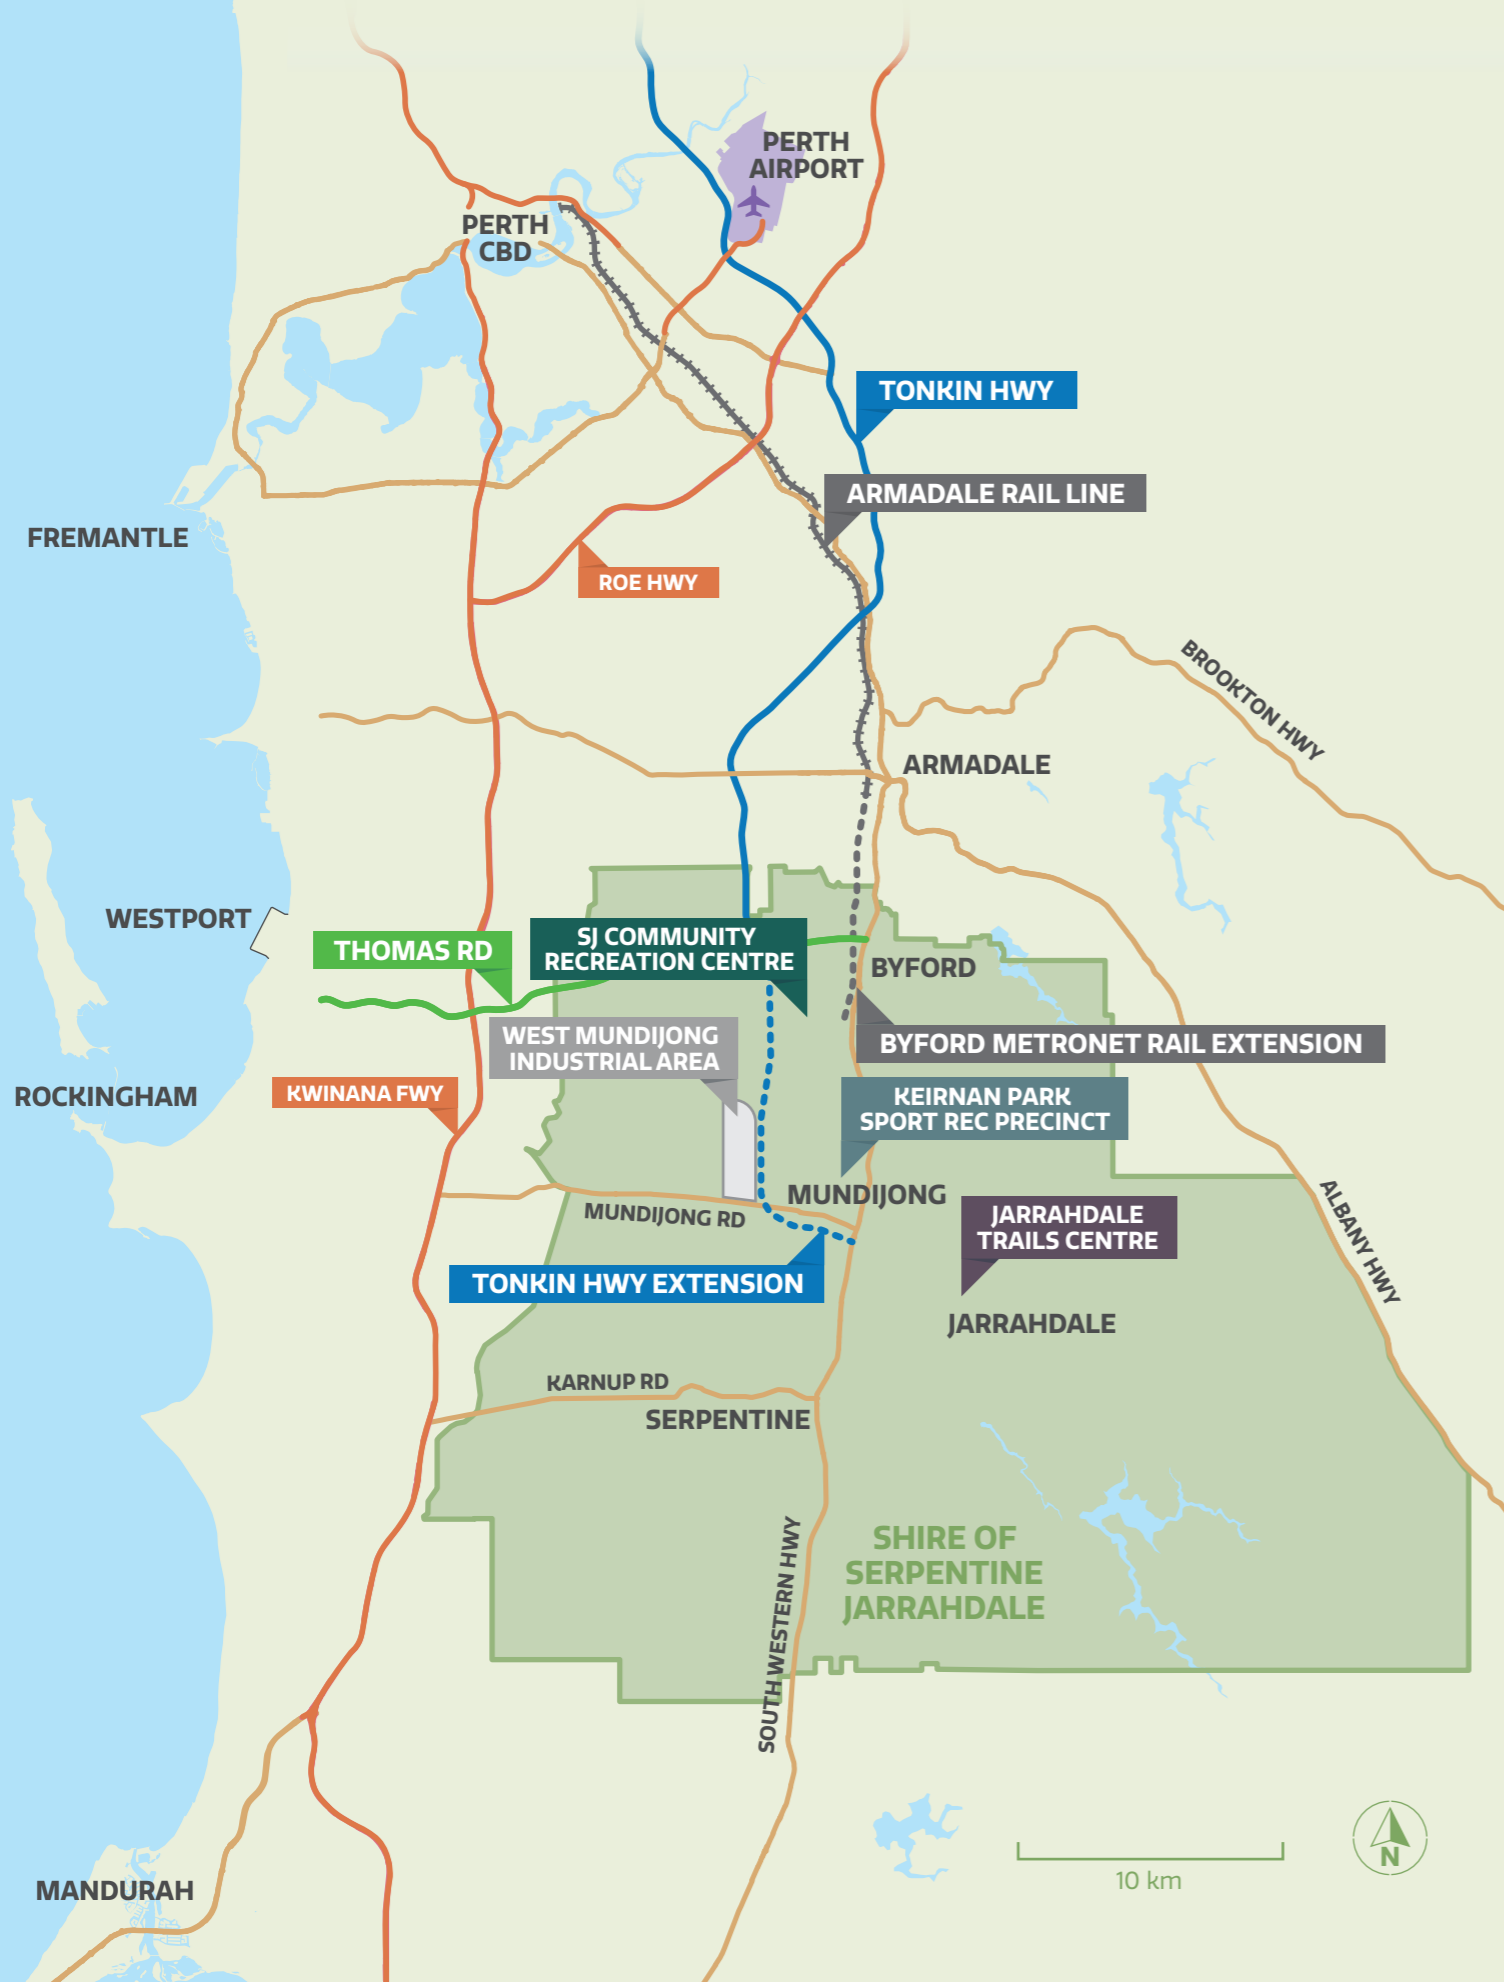 PERTH
AIRPORT
PERTH
CBD
TONKIN HWY
ARMADALE RAIL LINE
FREMANTLE
ROE HWY
BROOKTON HWY
ARMADALE
WESTPORT
THOMAS RD
SJ COMMUNITY
RECREATION CENTRE
BYFORD
WEST MUNDIJONG
INDUSTRIAL AREA
BYFORD METRONET RAIL EXTENSION
ROCKINGHAM
KWINANA FWY
KEIRNAN PARK
SPORT REC PRECINCT
MUNDIJONG
MUNDIJONG RD
JARRAHDALE
TRAILS CENTRE
ALBANY HWY
TONKIN HWY EXTENSION
JARRAHDALE
KARNUP RD
SERPENTINE
SHIRE OF
SERPENTINE
JARRAHDALE
SOUTH WESTERN HWY
10 km
N
MANDURAH